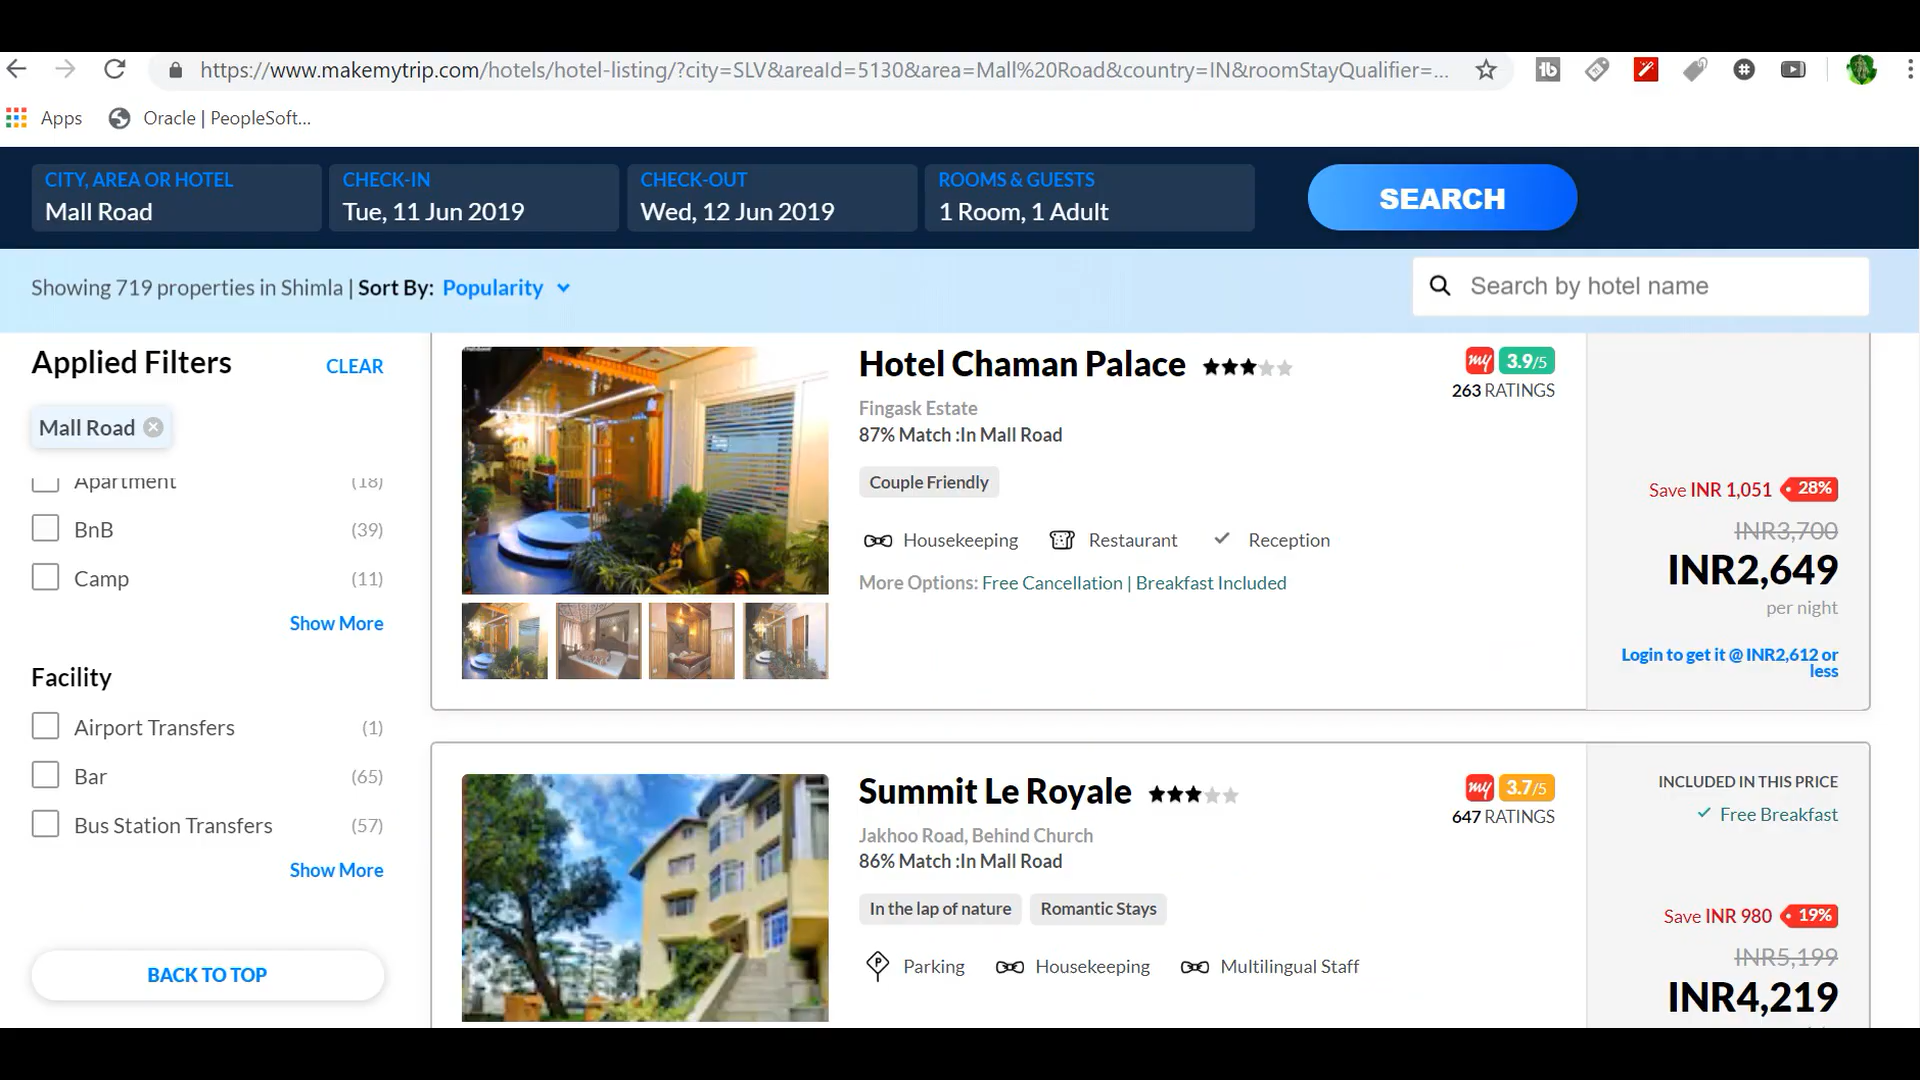 https://www.makemytrip.com/hotels/hotel-listing/?city=SLV&areaId=5130&area=Mall%20Road&country=IN&roomStayQualifier=...
Apps
Oracle | PeopleSoft...
CITY, AREA OR HOTEL
Mall Road
CHECK-IN
Tue, 11 Jun 2019
CHECK-OUT
Wed, 12 Jun 2019
ROOMS & GUESTS
1 Room, 1 Adult
SEARCH
Showing 719 properties in Shimla | Sort By: Popularity
Search by hotel name
Applied Filters
CLEAR
Mall Road
Apartment (18)
BnB (39)
Camp (11)
Show More
Facility
Airport Transfers (1)
Bar (65)
Bus Station Transfers (57)
Show More
BACK TO TOP
Hotel Chaman Palace
my 3.9/5
263 RATINGS
Fingask Estate
87% Match :In Mall Road
Couple Friendly
Housekeeping Restaurant Reception
More Options: Free Cancellation | Breakfast Included
Save INR 1,051 28%
INR3,700
INR2,649
per night
Login to get it @ INR2,612 or
less
Summit Le Royale
my 3.7/5
647 RATINGS
Jakhoo Road, Behind Church
86% Match :In Mall Road
In the lap of nature Romantic Stays
Parking Housekeeping Multilingual Staff
INCLUDED IN THIS PRICE
Free Breakfast
Save INR 980 19%
INR5,199
INR4,219